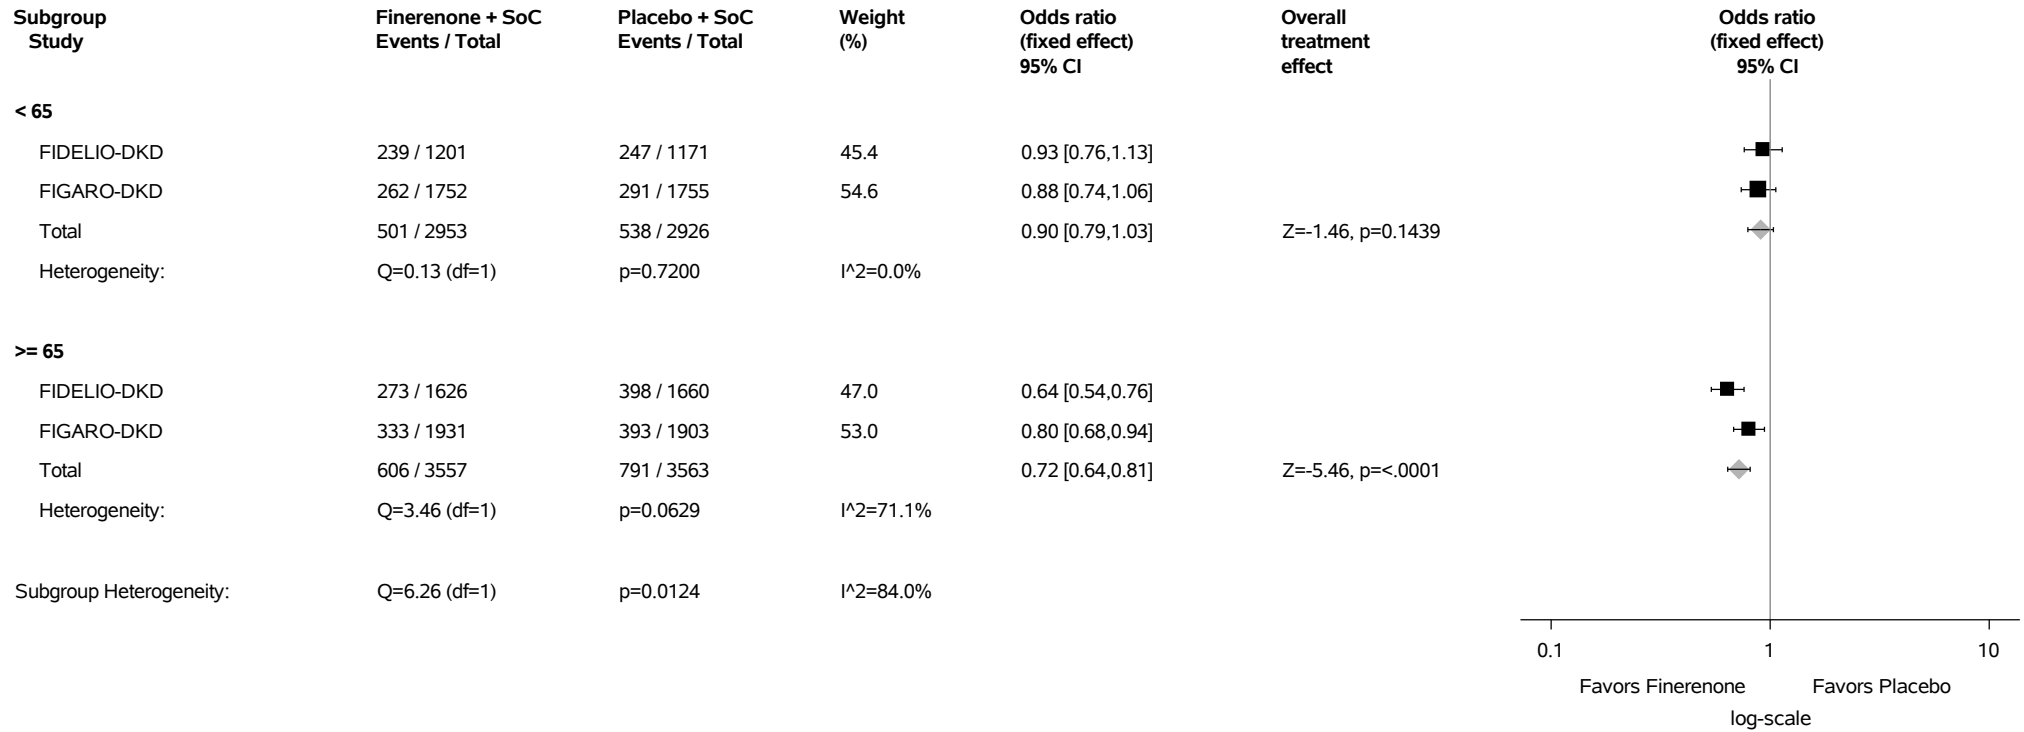 Subgroup Finerenone + SoC Placebo + SoC Weight Odds ratio Overall Odds ratio
Study Events / Total Events / Total (%) (fixed effect) treatment (fixed effect)
95% CI effect 95% CI
< 65
FIDELIO-DKD 239 / 1201 247 / 1171 45.4 0.93 [0.76,1.13]
FIGARO-DKD 262 / 1752 291 / 1755 54.6 0.88 [0.74,1.06]
Total 501 / 2953 538 / 2926 0.90 [0.79,1.03] Z=-1.46, p=0.1439
Heterogeneity: Q=0.13 (df=1) p=0.7200 I^2=0.0%
>= 65
FIDELIO-DKD 273 / 1626 398 / 1660 47.0 0.64 [0.54,0.76]
FIGARO-DKD 333 / 1931 393 / 1903 53.0 0.80 [0.68,0.94]
Total 606 / 3557 791 / 3563 0.72 [0.64,0.81] Z=-5.46, p=<.0001
Heterogeneity: Q=3.46 (df=1) p=0.0629 I^2=71.1%
Subgroup Heterogeneity: Q=6.26 (df=1) p=0.0124 I^2=84.0%
0.1 1 10
Favors Finerenone Favors Placebo
log-scale